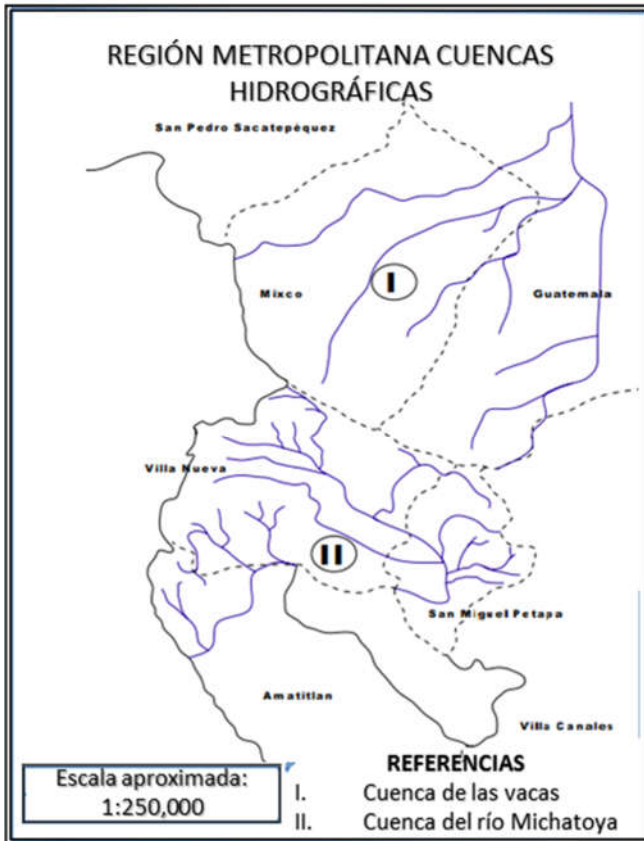 REGIÓN METROPOLITANA CUENCAS
HIDROGRÁFICAS
San Pedro Sacatepéquez
Mixco
I
Guatemala
Villa Nueva
II
San Miguel Petapa
Amatitlan
Villa Canales
Escala aproximada:
1:250,000
REFERENCIAS
I. Cuenca de las vacas
II. Cuenca del río Michatoya